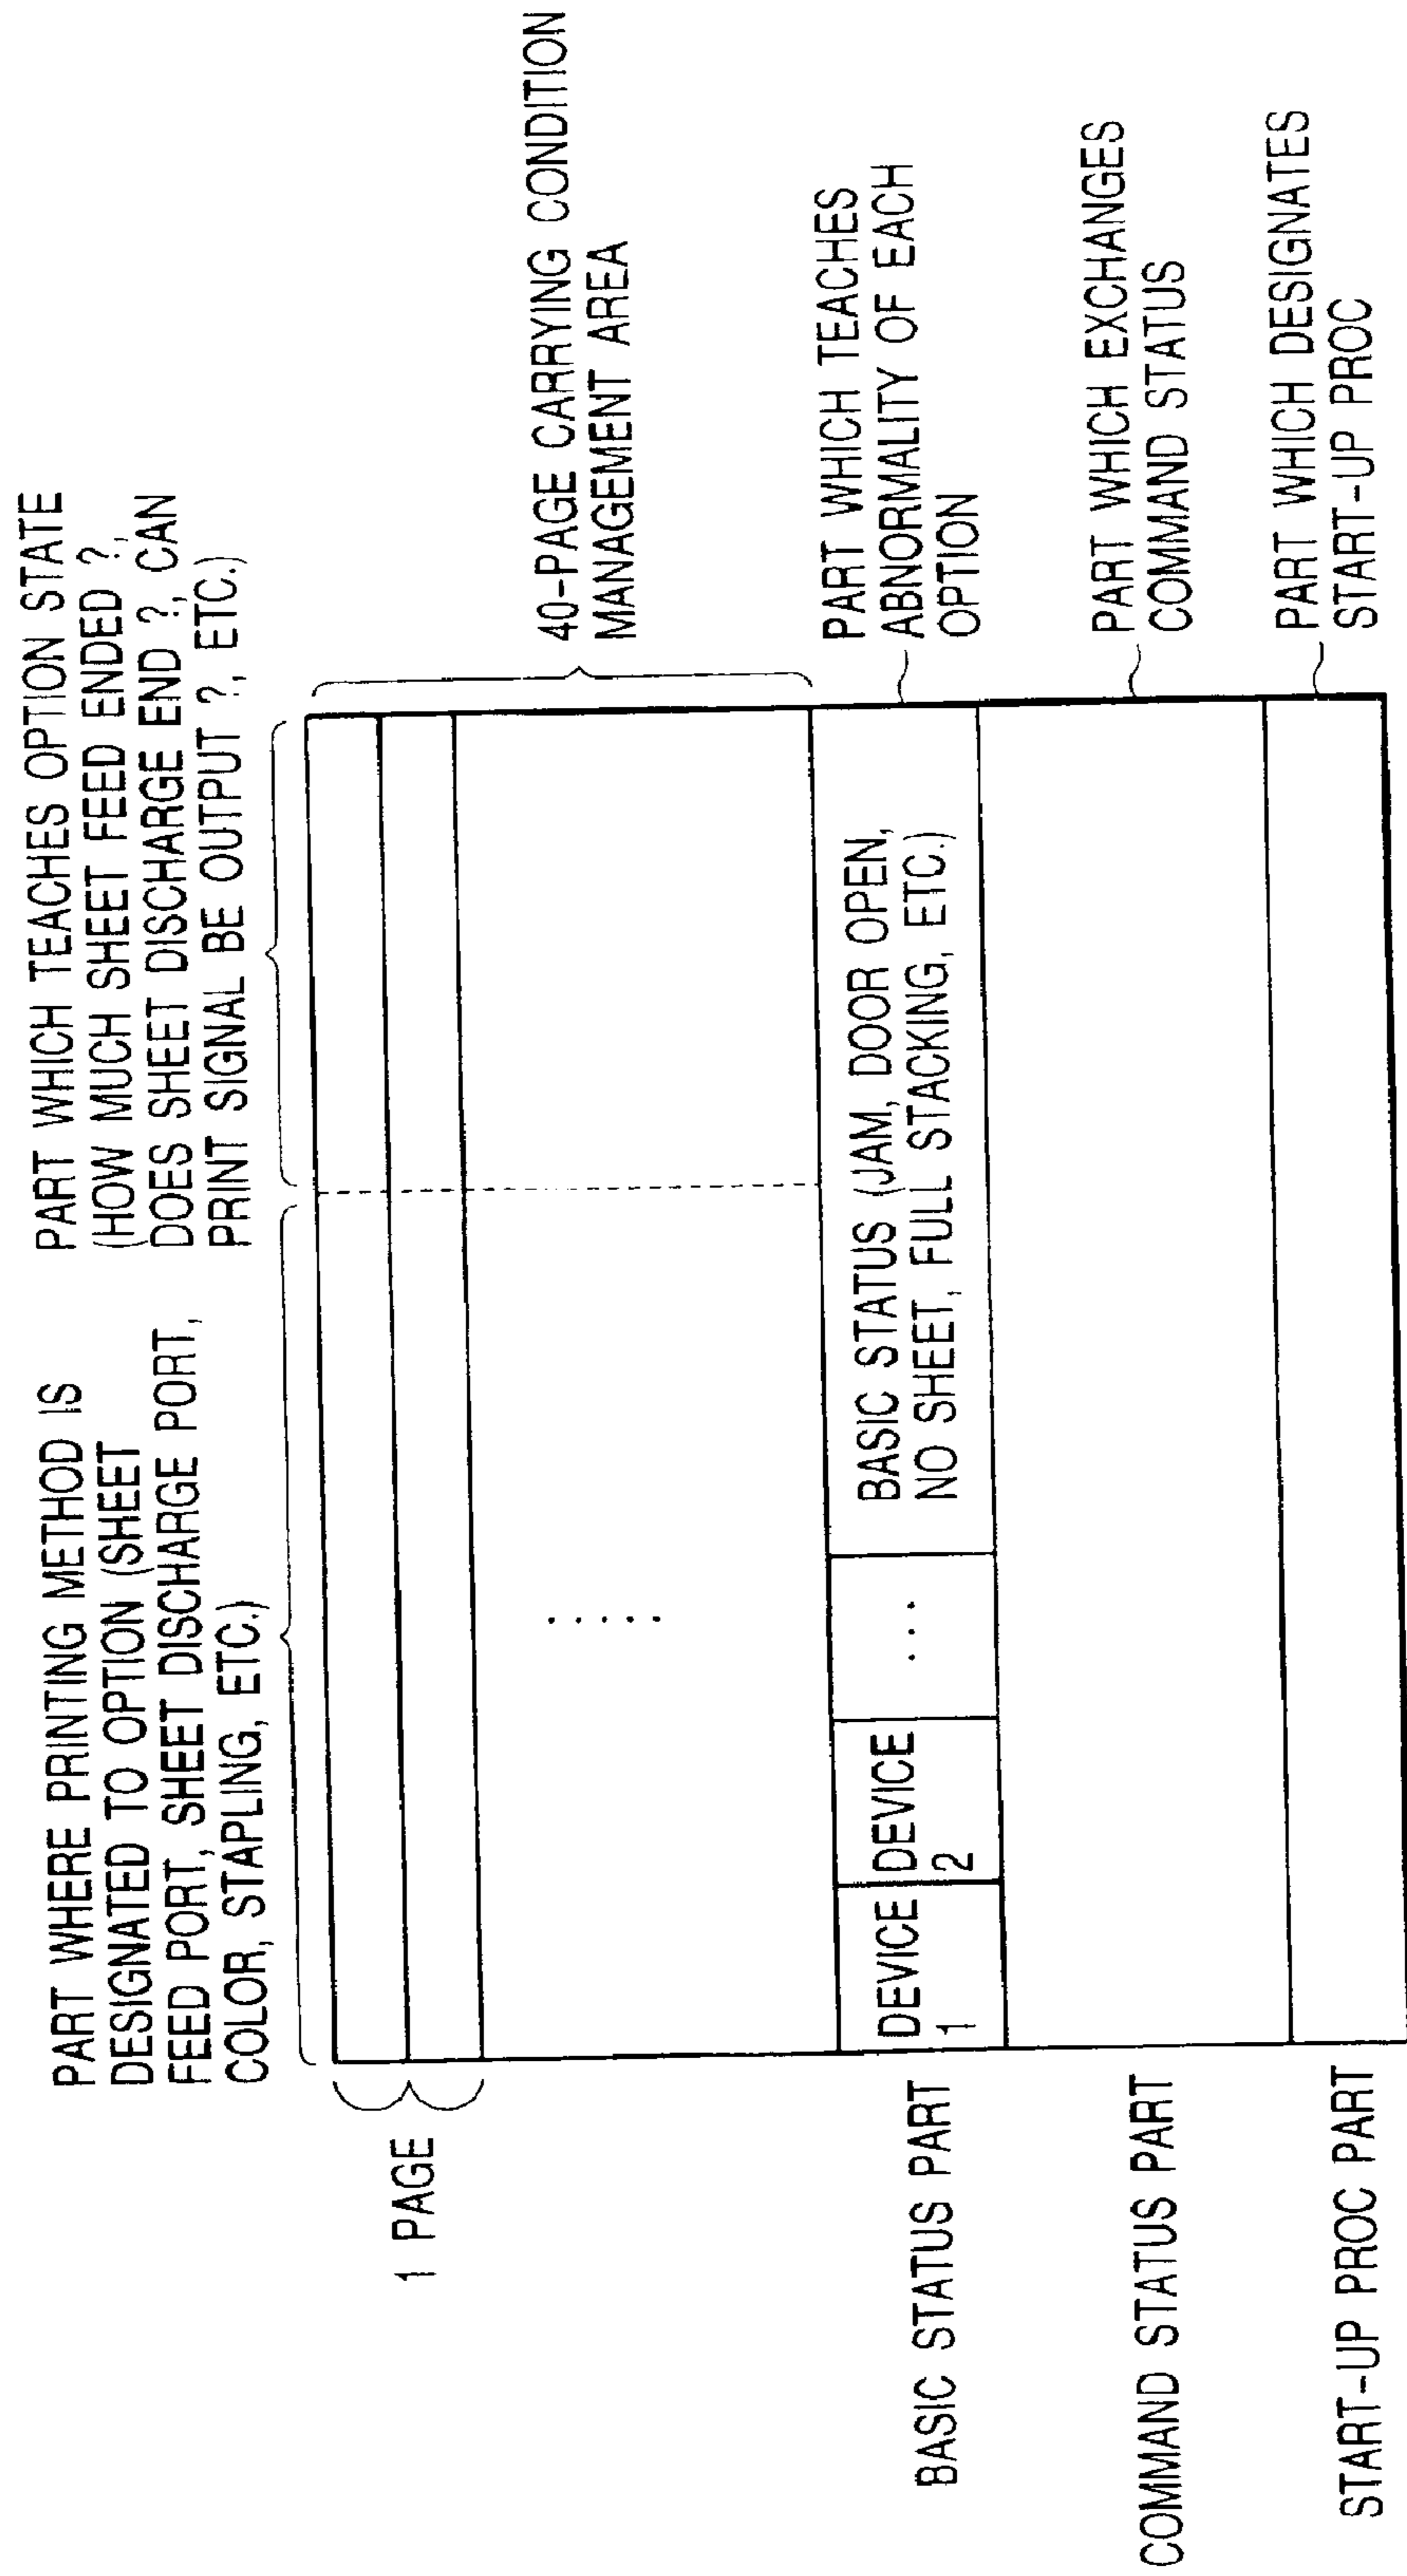 PART WHERE PRINTING METHOD IS
DESIGNATED TO OPTION (SHEET
FEED PORT, SHEET DISCHARGE PORT,
COLOR, STAPLING, ETC.)
PART WHICH TEACHES OPTION STATE
(HOW MUCH SHEET FEED ENDED ?,
DOES SHEET DISCHARGE END ?, CAN
PRINT SIGNAL BE OUTPUT ?, ETC.)
1 PAGE
40-PAGE CARRYING CONDITION
MANAGEMENT AREA
.....
BASIC STATUS PART
DEVICE
1
DEVICE
2
...
BASIC STATUS (JAM, DOOR OPEN,
NO SHEET, FULL STACKING, ETC.)
PART WHICH TEACHES
ABNORMALITY OF EACH
OPTION
COMMAND STATUS PART
PART WHICH EXCHANGES
COMMAND STATUS
START-UP PROC PART
PART WHICH DESIGNATES
START-UP PROC